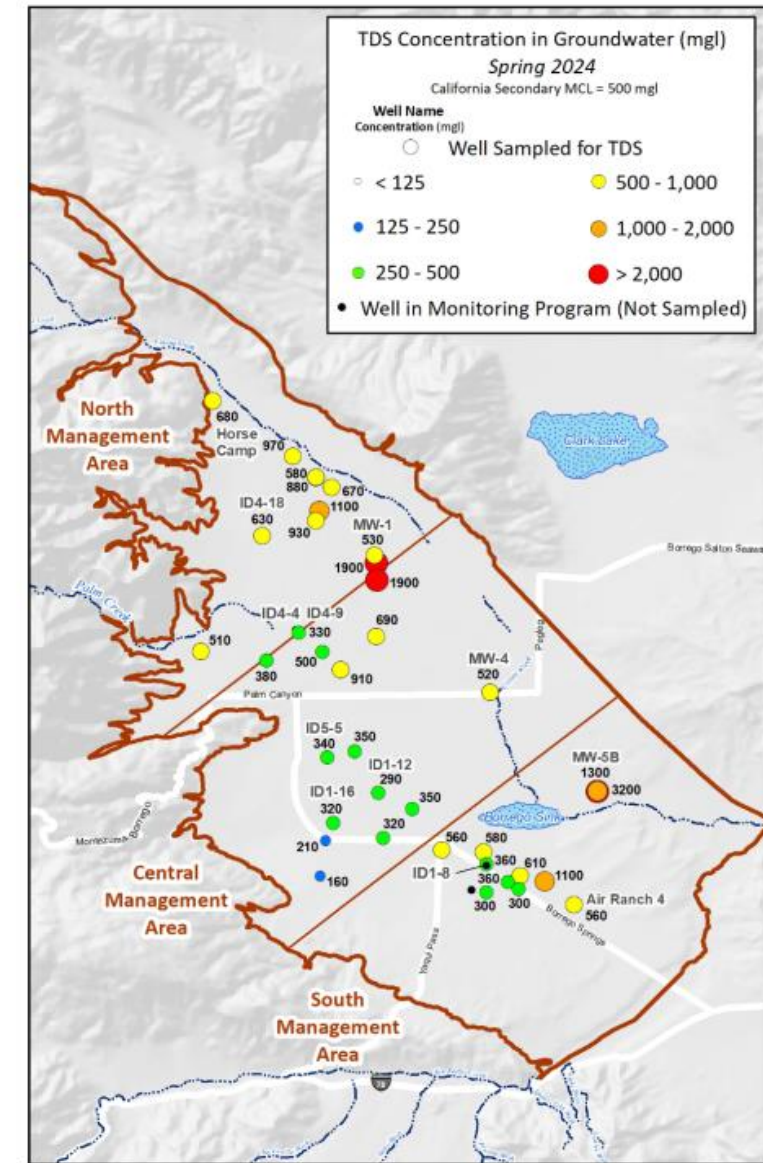 TDS Concentration in Groundwater (mgl)
Spring 2024
California Secondary MCL = 500 mgl
Well Name
Concentration (mgl)
Well Sampled for TDS
< 125
500 - 1,000
125 - 250
1,000 - 2,000
250 - 500
> 2,000
Well in Monitoring Program (Not Sampled)
North
Management
Area
680
Horse
Camp
Clark Lake
970
580
880
670
ID4-18
630
1100
930
MW-1
530
1900
1900
Borrego Salton Seawa
Palm Creek
ID4-4
ID4-9
330
690
510
500
380
910
Pegleg
MW-4
520
Palm Canyon
ID5-5
340
350
ID1-12
290
MW-5B
1300
3200
ID1-16
320
350
Borrego Sink
Montezuma Borrego
210
320
560
580
160
ID1-8
360
360
610
1100
300
300
Air Ranch 4
560
Central
Management
Area
Yaqui Pass
Borrego Springs
South
Management
Area